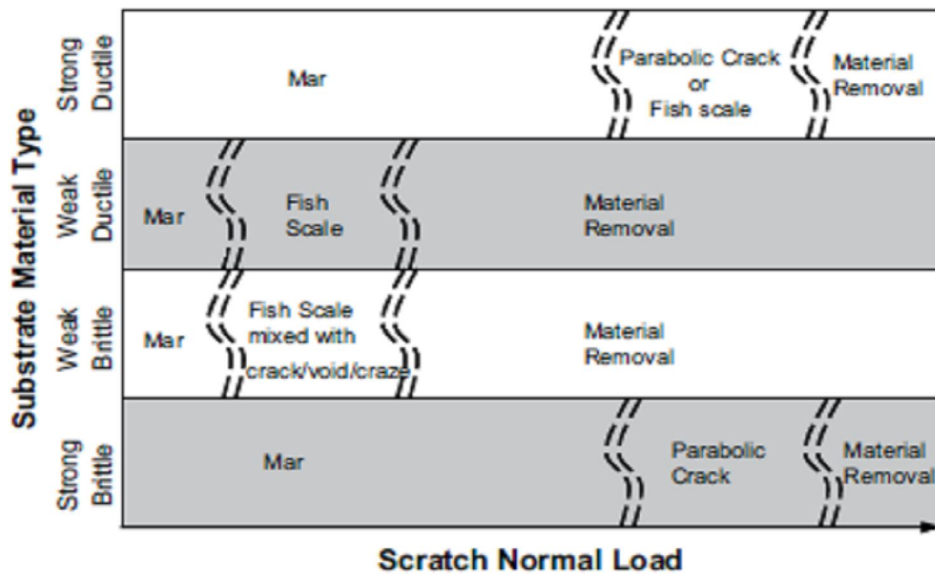 Substrate Material Type
Strong
Ductile
Mar
Parabolic Crack
or
Fish scale
Material
Removal
Weak
Ductile
Mar
Fish
Scale
Material
Removal
Weak
Brittle
Mar
Fish Scale
mixed with
crack/void/craze
Material
Removal
Strong
Brittle
Mar
Parabolic
Crack
Material
Removal
Scratch Normal Load